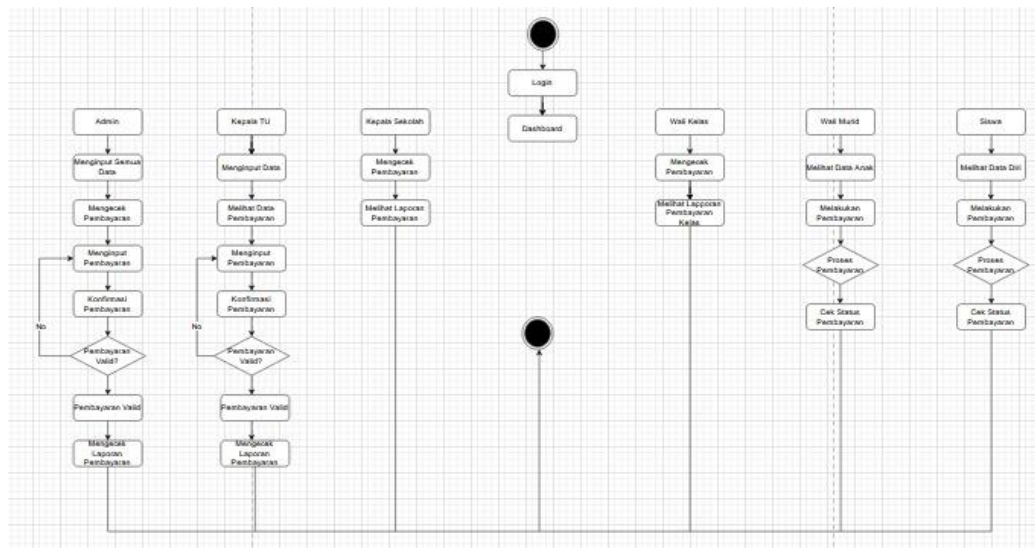 Login
Dashboard
Admin
Menginput Semua
Data
Mengecek
Pembayaran
Menginput
Pembayaran
Konfirmasi
Pembayaran
No
Pembayaran
Valid?
Pembayaran Valid
Mengecek
Laporan
Pembayaran
Kepala TU
Menginput Data
Melihat Data
Pembayaran
Menginput
Pembayaran
Konfirmasi
Pembayaran
No
Pembayaran
Valid?
Pembayaran Valid
Mengecek
Laporan
Pembayaran
Kepala Sekolah
Mengecek
Pembayaran
Melihat Laporan
Pembayaran
Wali Kelas
Mengecek
Pembayaran
Melihat Lapporan
Pembayaran
Kelas
Wali Murid
Melihat Data Anak
Melakukan
Pembayaran
Proses
Pembayaran
Cek Status
Pembayaran
Siswa
Melihat Data Diri
Melakukan
Pembayaran
Proses
Pembayaran
Cek Status
Pembayaran